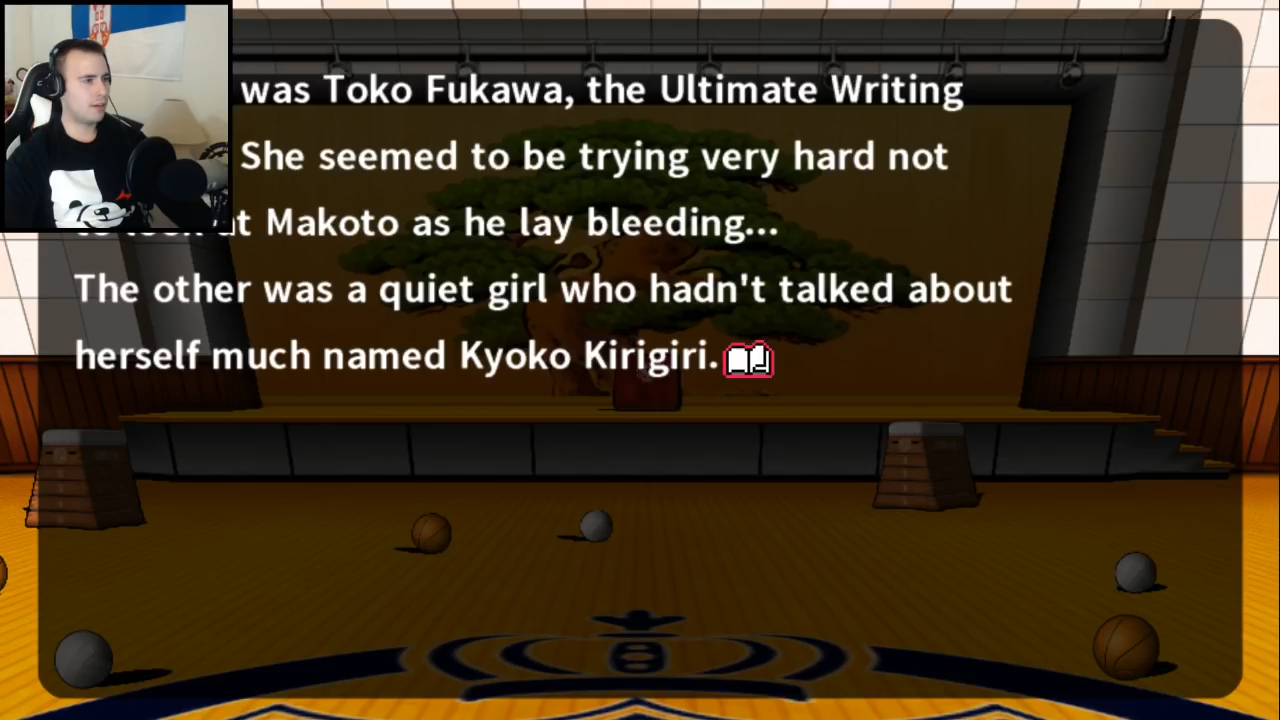 was Toko Fukawa, the Ultimate Writing
She seemed to be trying very hard not
at Makoto as he lay bleeding...
The other was a quiet girl who hadn't talked about
herself much named Kyoko Kirigiri.